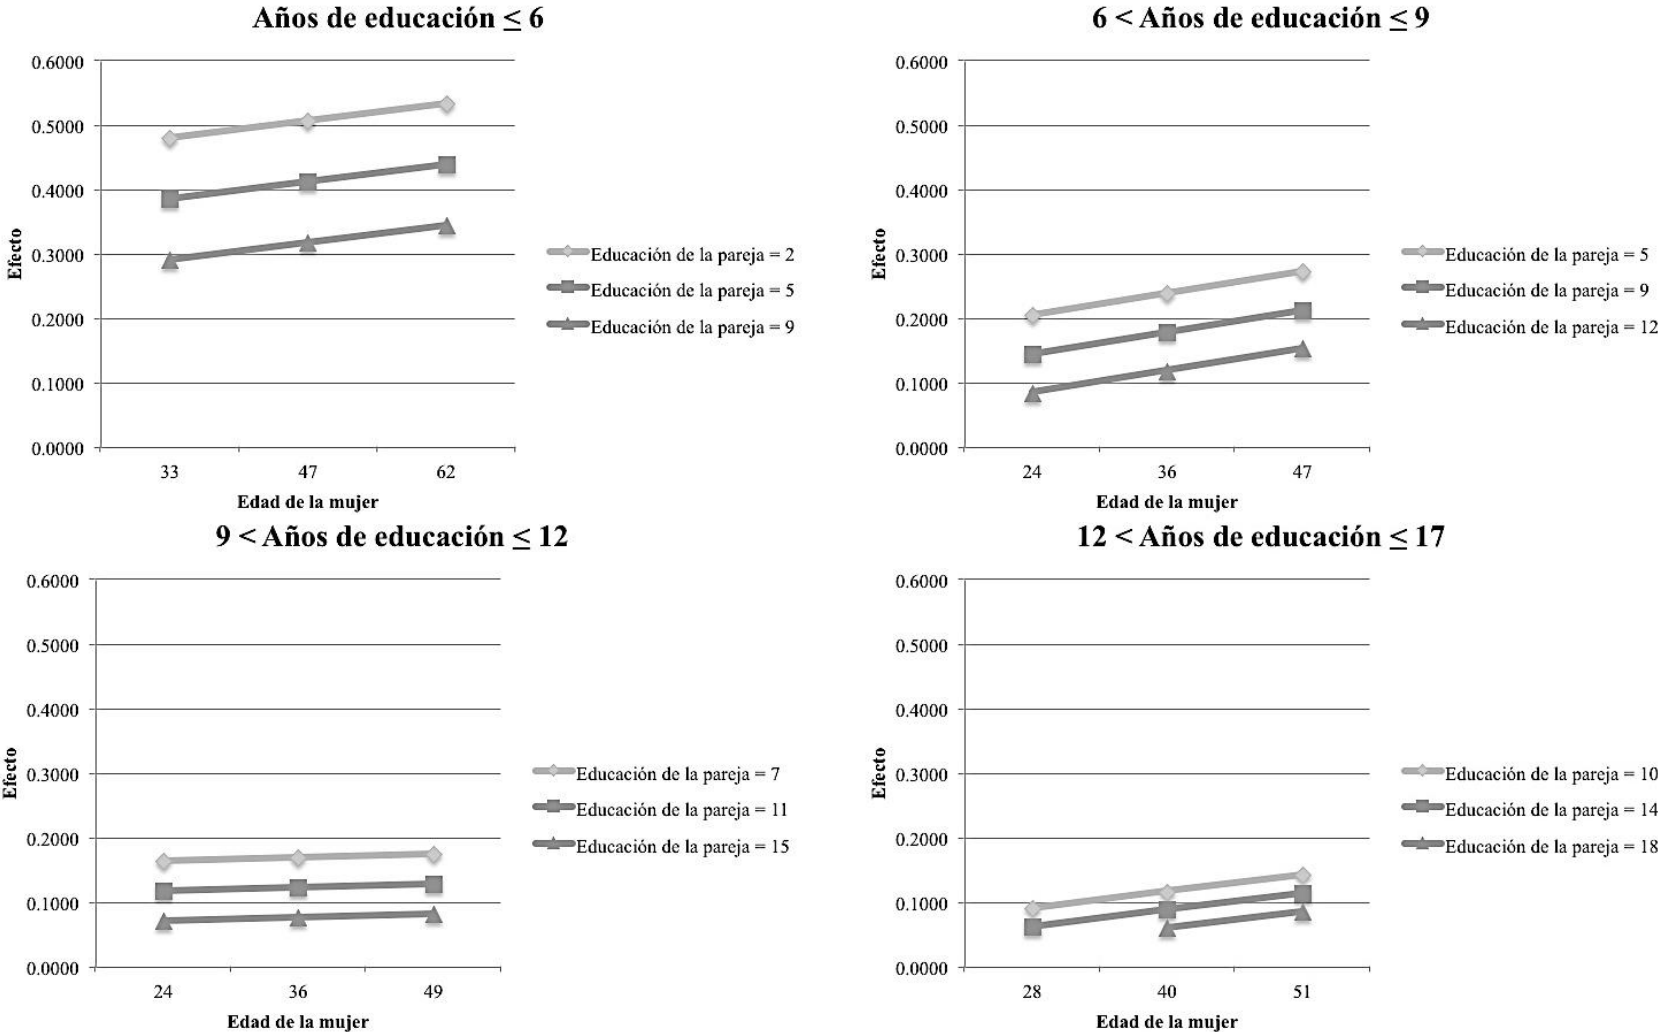 Años de educación ≤ 6
0.6000
0.5000
0.4000
0.3000
0.2000
0.1000
0.0000
Efecto
33 47 62
Edad de la mujer
Educación de la pareja = 2
Educación de la pareja = 5
Educación de la pareja = 9
6 < Años de educación ≤ 9
0.6000
0.5000
0.4000
0.3000
0.2000
0.1000
0.0000
Efecto
24 36 47
Edad de la mujer
Educación de la pareja = 5
Educación de la pareja = 9
Educación de la pareja = 12
9 < Años de educación ≤ 12
0.6000
0.5000
0.4000
0.3000
0.2000
0.1000
0.0000
Efecto
24 36 49
Edad de la mujer
Educación de la pareja = 7
Educación de la pareja = 11
Educación de la pareja = 15
12 < Años de educación ≤ 17
0.6000
0.5000
0.4000
0.3000
0.2000
0.1000
0.0000
Efecto
28 40 51
Edad de la mujer
Educación de la pareja = 10
Educación de la pareja = 14
Educación de la pareja = 18